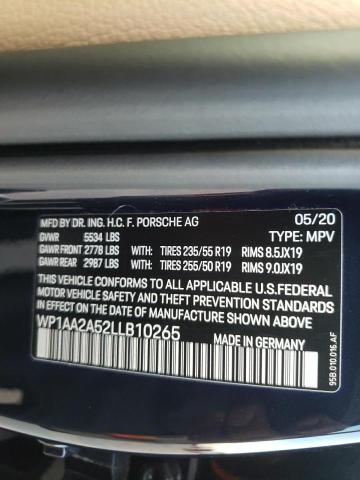 MFD BY DR. ING. H.C. F. PORSCHE AG 05/20
GVWR 5534 LBS TYPE: MPV
GAWR FRONT 2778 LBS WITH: TIRES 235/55 R19 RIMS 8.5JX19
GAWR REAR 2987 LBS WITH: TIRES 255/50 R19 RIMS 9.0JX19
THIS VEHICLE CONFORMS TO ALL APPLICABLE U.S.FEDERAL
MOTOR VEHICLE SAFETY AND THEFT PREVENTION STANDARDS
IN EFFECT ON THE DATE OF MANUFACTURE SHOWN ABOVE.
WP1AA2A52LLB10265 MADE IN GERMANY
95B.010.016.AF